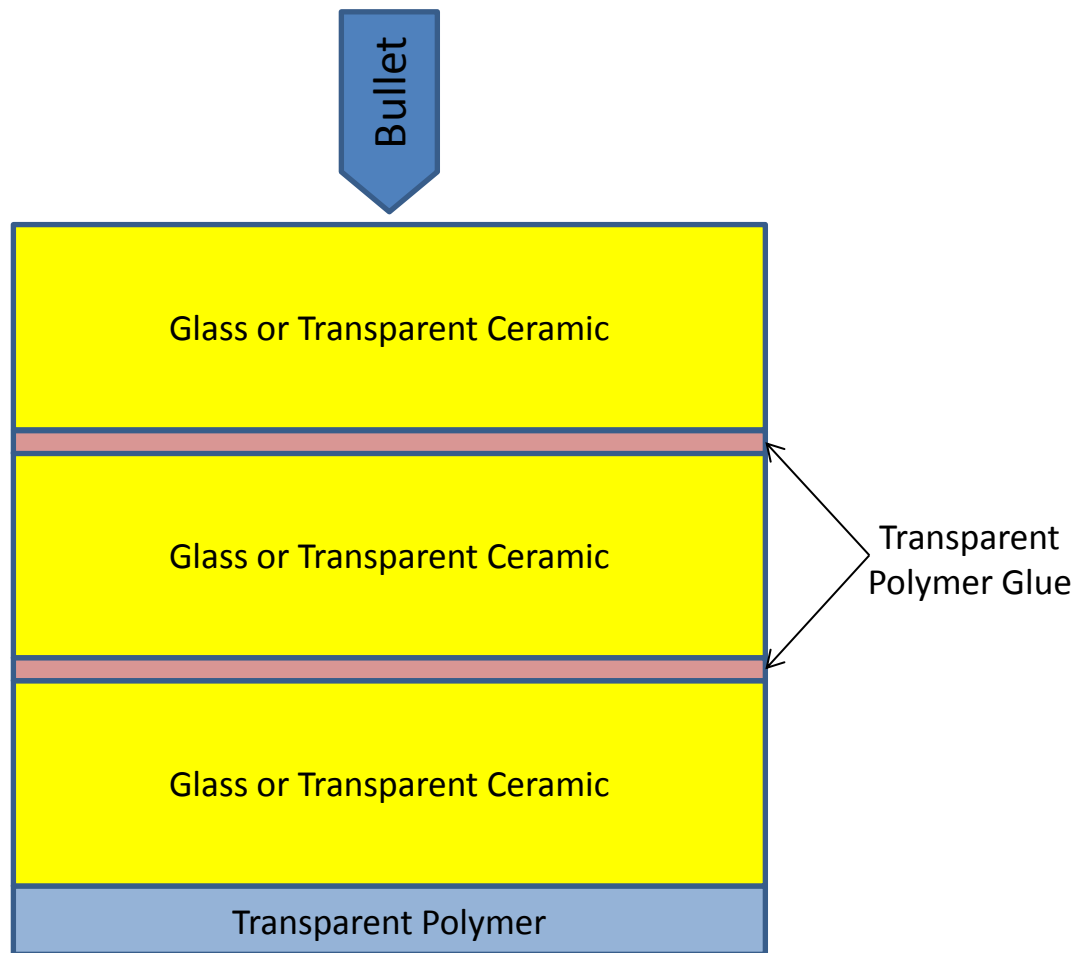 Bullet
Glass or Transparent Ceramic
Glass or Transparent Ceramic
Transparent
Polymer Glue
Glass or Transparent Ceramic
Transparent Polymer